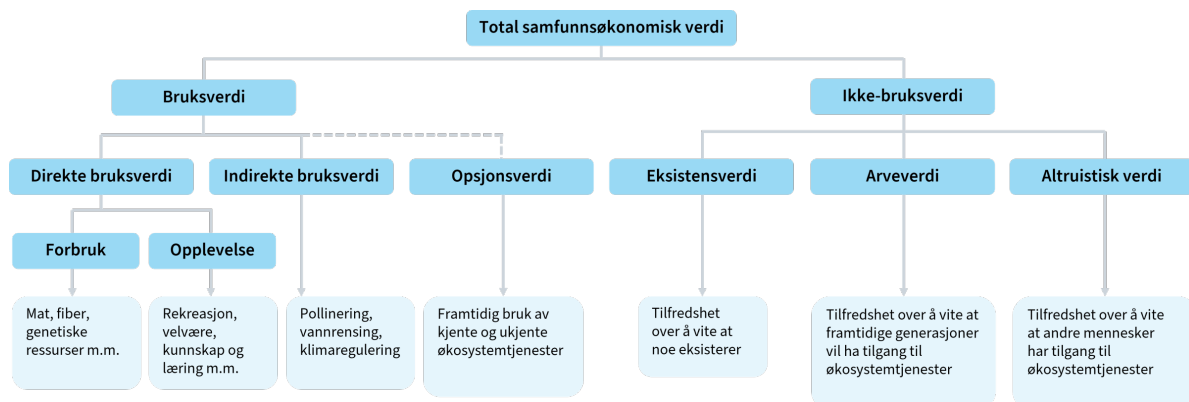 Total samfunnsøkonomisk verdi
Bruksverdi
Ikke-bruksverdi
Direkte bruksverdi
Indirekte bruksverdi
Opsjonsverdi
Eksistensverdi
Arveverdi
Altruistisk verdi
Forbruk
Opplevelse
Mat, fiber,
genetiske
ressurser m.m.
Rekreasjon,
velvære,
kunnskap og
læring m.m.
Pollinering,
vannrensing,
klimaregulering
Framtidig bruk av
kjente og ukjente
økosystemtjenester
Tilfredshet
over å vite at
noe eksisterer
Tilfredshet over å vite at
framtidige generasjoner
vil ha tilgang til
økosystemtjenester
Tilfredshet over å vite
at andre mennesker
har tilgang til
økosystemtjenester